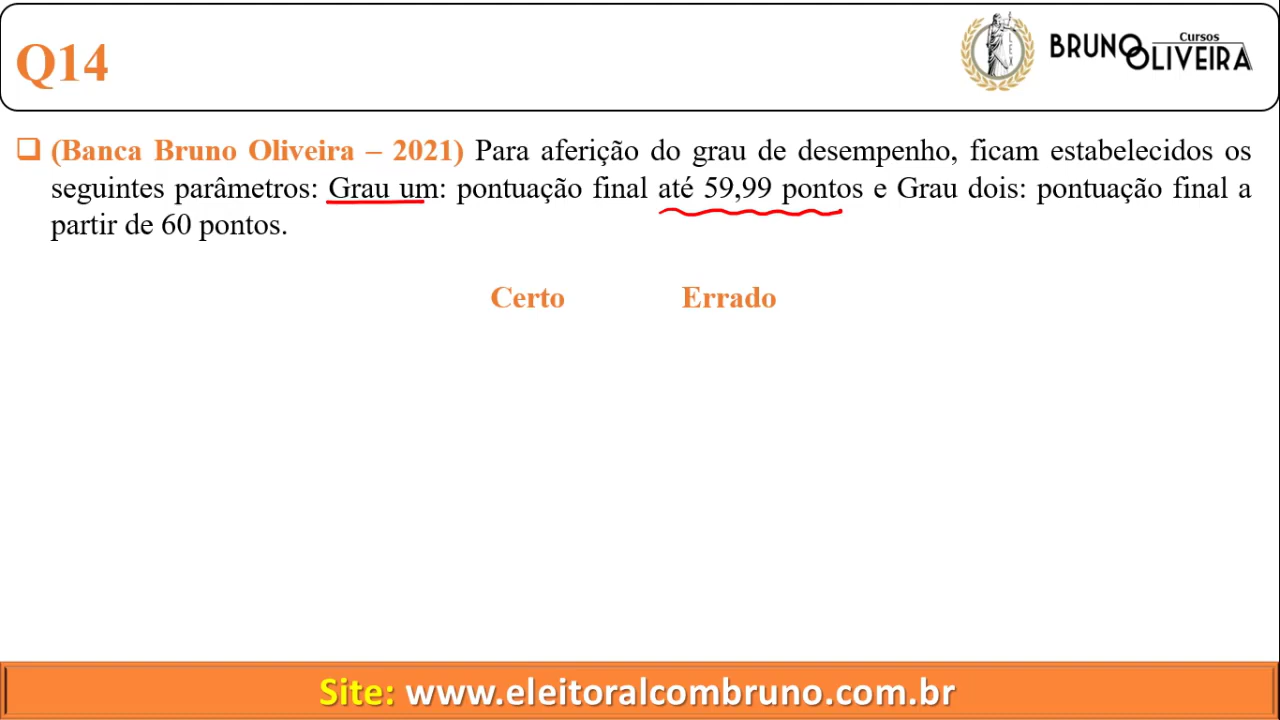 Q14
Cursos
BRUNO
OLIVEIRA
(Banca Bruno Oliveira – 2021) Para aferição do grau de desempenho, ficam estabelecidos os
seguintes parâmetros: Grau um: pontuação final até 59,99 pontos e Grau dois: pontuação final a
partir de 60 pontos.
Certo Errado
Site: www.eleitoralcombruno.com.br